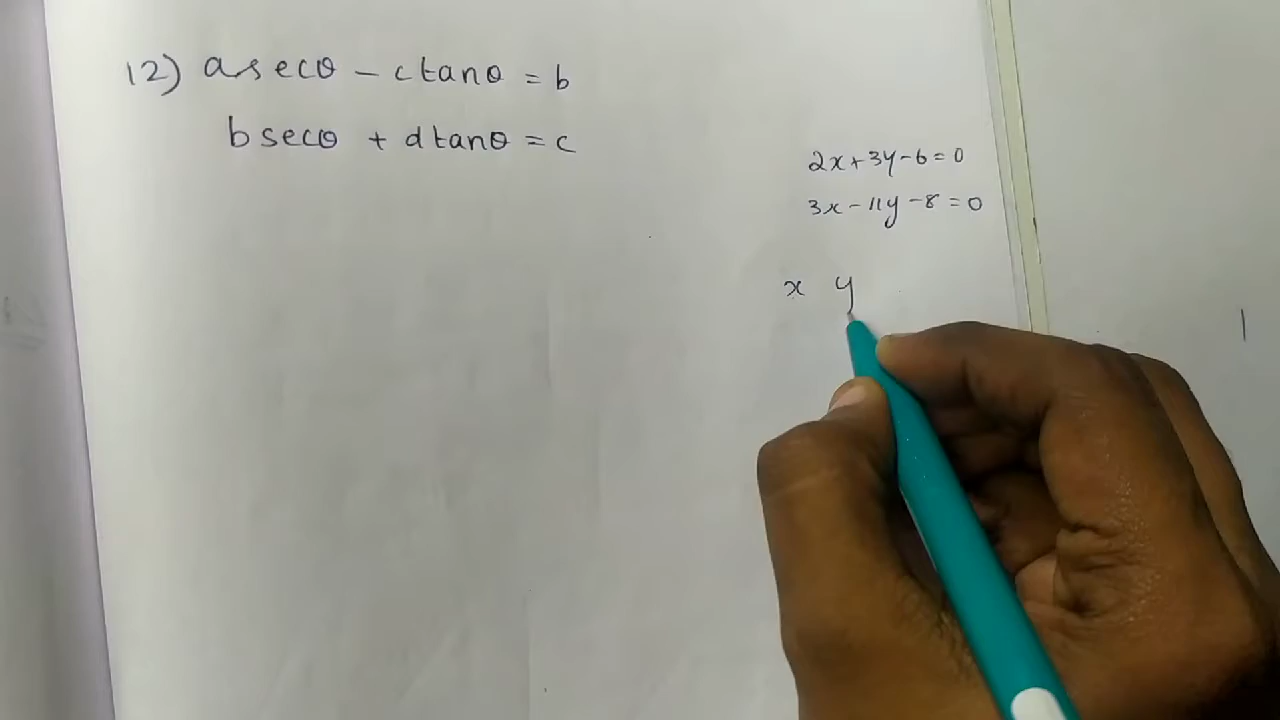 12) a secθ - c tanθ = b
b secθ + d tanθ = c
2x + 3y - 6 = 0
3x - 11y - 8 = 0
x y